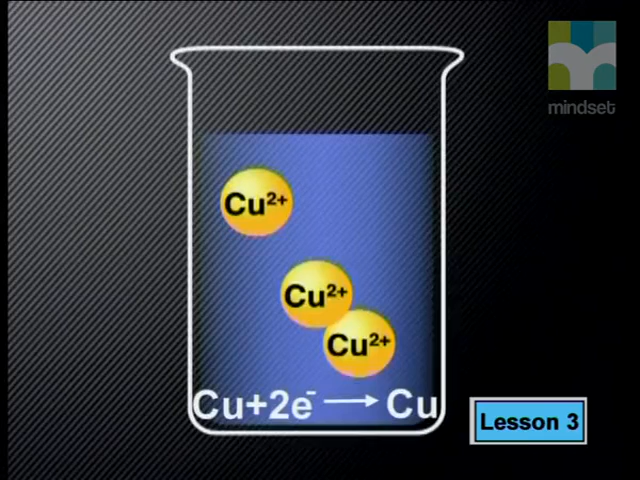 mindset
Cu²⁺
Cu²⁺
Cu²⁺
Cu+2e⁻ → Cu
Lesson 3